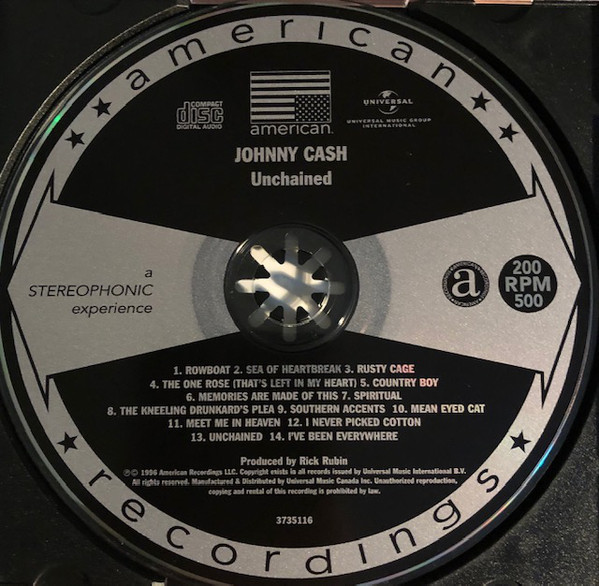 american
COMPACT
disc
DIGITAL AUDIO
american
UNIVERSAL
UNIVERSAL MUSIC GROUP
INTERNATIONAL
JOHNNY CASH
Unchained
a
STEREOPHONIC
experience
a
200
RPM
500
1. ROWBOAT 2. SEA OF HEARTBREAK 3. RUSTY CAGE
4. THE ONE ROSE (THAT'S LEFT IN MY HEART) 5. COUNTRY BOY
6. MEMORIES ARE MADE OF THIS 7. SPIRITUAL
8. THE KNEELING DRUNKARD'S PLEA 9. SOUTHERN ACCENTS 10. MEAN EYED CAT
11. MEET ME IN HEAVEN 12. I NEVER PICKED COTTON
13. UNCHAINED 14. I'VE BEEN EVERYWHERE
Produced by Rick Rubin
℗© 1996 American Recordings LLC. Copyright exists in all records issued by Universal Music International B.V.
All rights reserved. Manufactured & Distributed by Universal Music Canada Inc. Unauthorized reproduction,
copying and rental of this recording is prohibited by law.
3735116
recordings